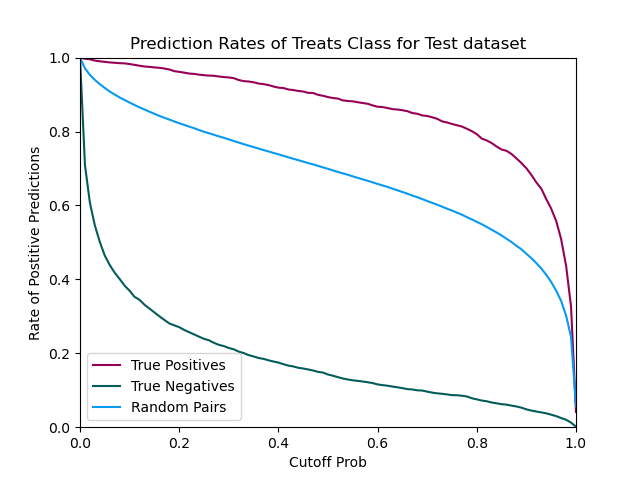 Prediction Rates of Treats Class for Test dataset
Rate of Postitive Predictions
1.0
0.8
0.6
0.4
0.2
0.0
True Positives
True Negatives
Random Pairs
0.0 0.2 0.4 0.6 0.8 1.0
Cutoff Prob